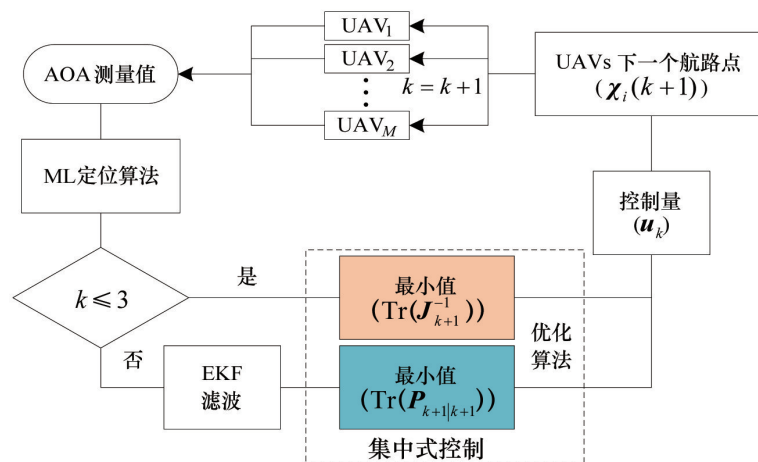 UAV₁
UAV₂
⋮
k = k+1
UAV_M
AOA 测量值
UAVs 下一个航路点
(χᵢ(k+1))
ML定位算法
控制量
(uₖ)
k ≤ 3
是
最小值
(Tr(J⁻¹ₖ₊₁))
优化
算法
否
EKF
滤波
最小值
(Tr(Pₖ₊₁|ₖ₊₁))
集中式控制